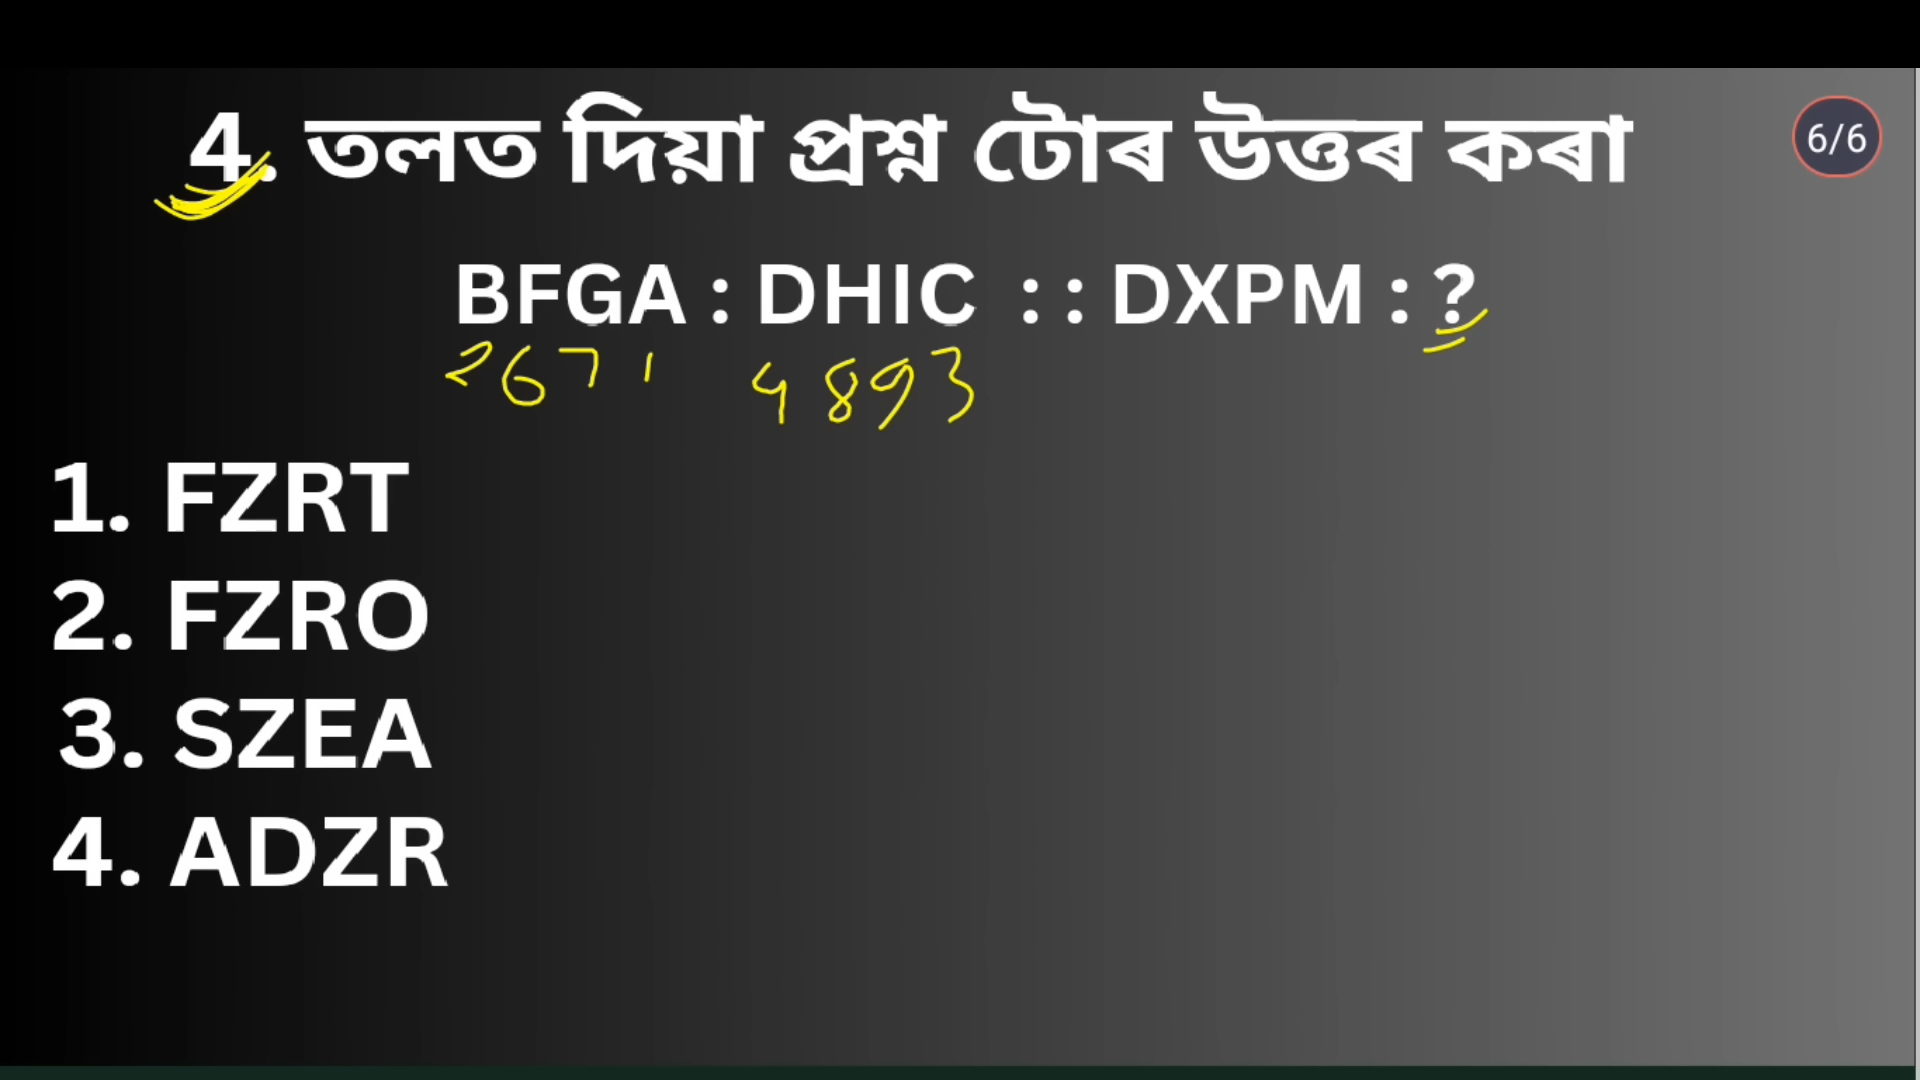 4. তলত দিয়া প্ৰশ্ন টোৰ উত্তৰ কৰা
6/6
BFGA : DHIC : : DXPM : ?
2671 4893
1. FZRT
2. FZRO
3. SZEA
4. ADZR